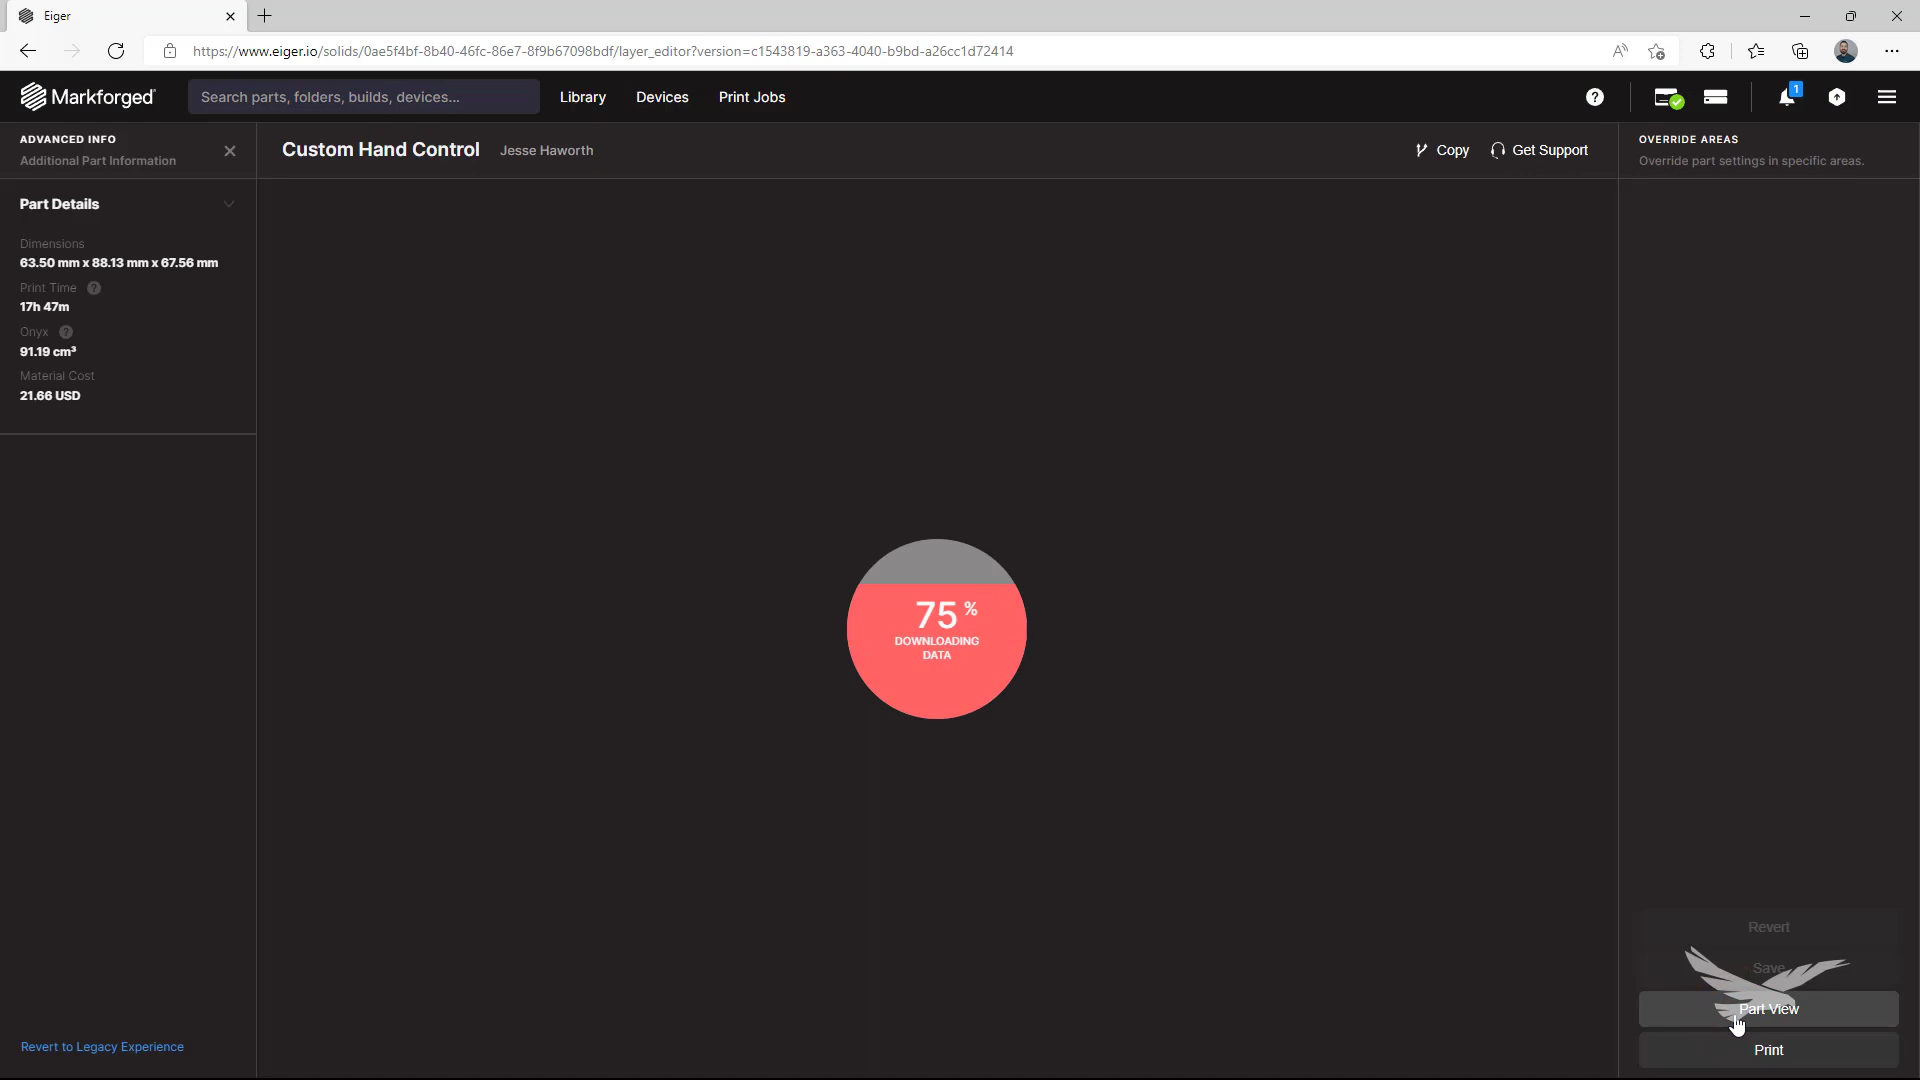 Eiger
https://www.eiger.io/solids/0ae5f4bf-8b40-46fc-86e7-8f9b67098bdf/layer_editor?version=c1543819-a363-4040-b9bd-a26cc1d72414
Markforged
Search parts, folders, builds, devices...
Library
Devices
Print Jobs
?
1
ADVANCED INFO
Additional Part Information
Custom Hand Control
Jesse Haworth
Copy
Get Support
OVERRIDE AREAS
Override part settings in specific areas.
Part Details
Dimensions
63.50 mm x 88.13 mm x 67.56 mm
Print Time ?
17h 47m
Onyx ?
91.19 cm³
Material Cost
21.66 USD
75 %
DOWNLOADING
DATA
Revert
Save
Part View
Print
Revert to Legacy Experience